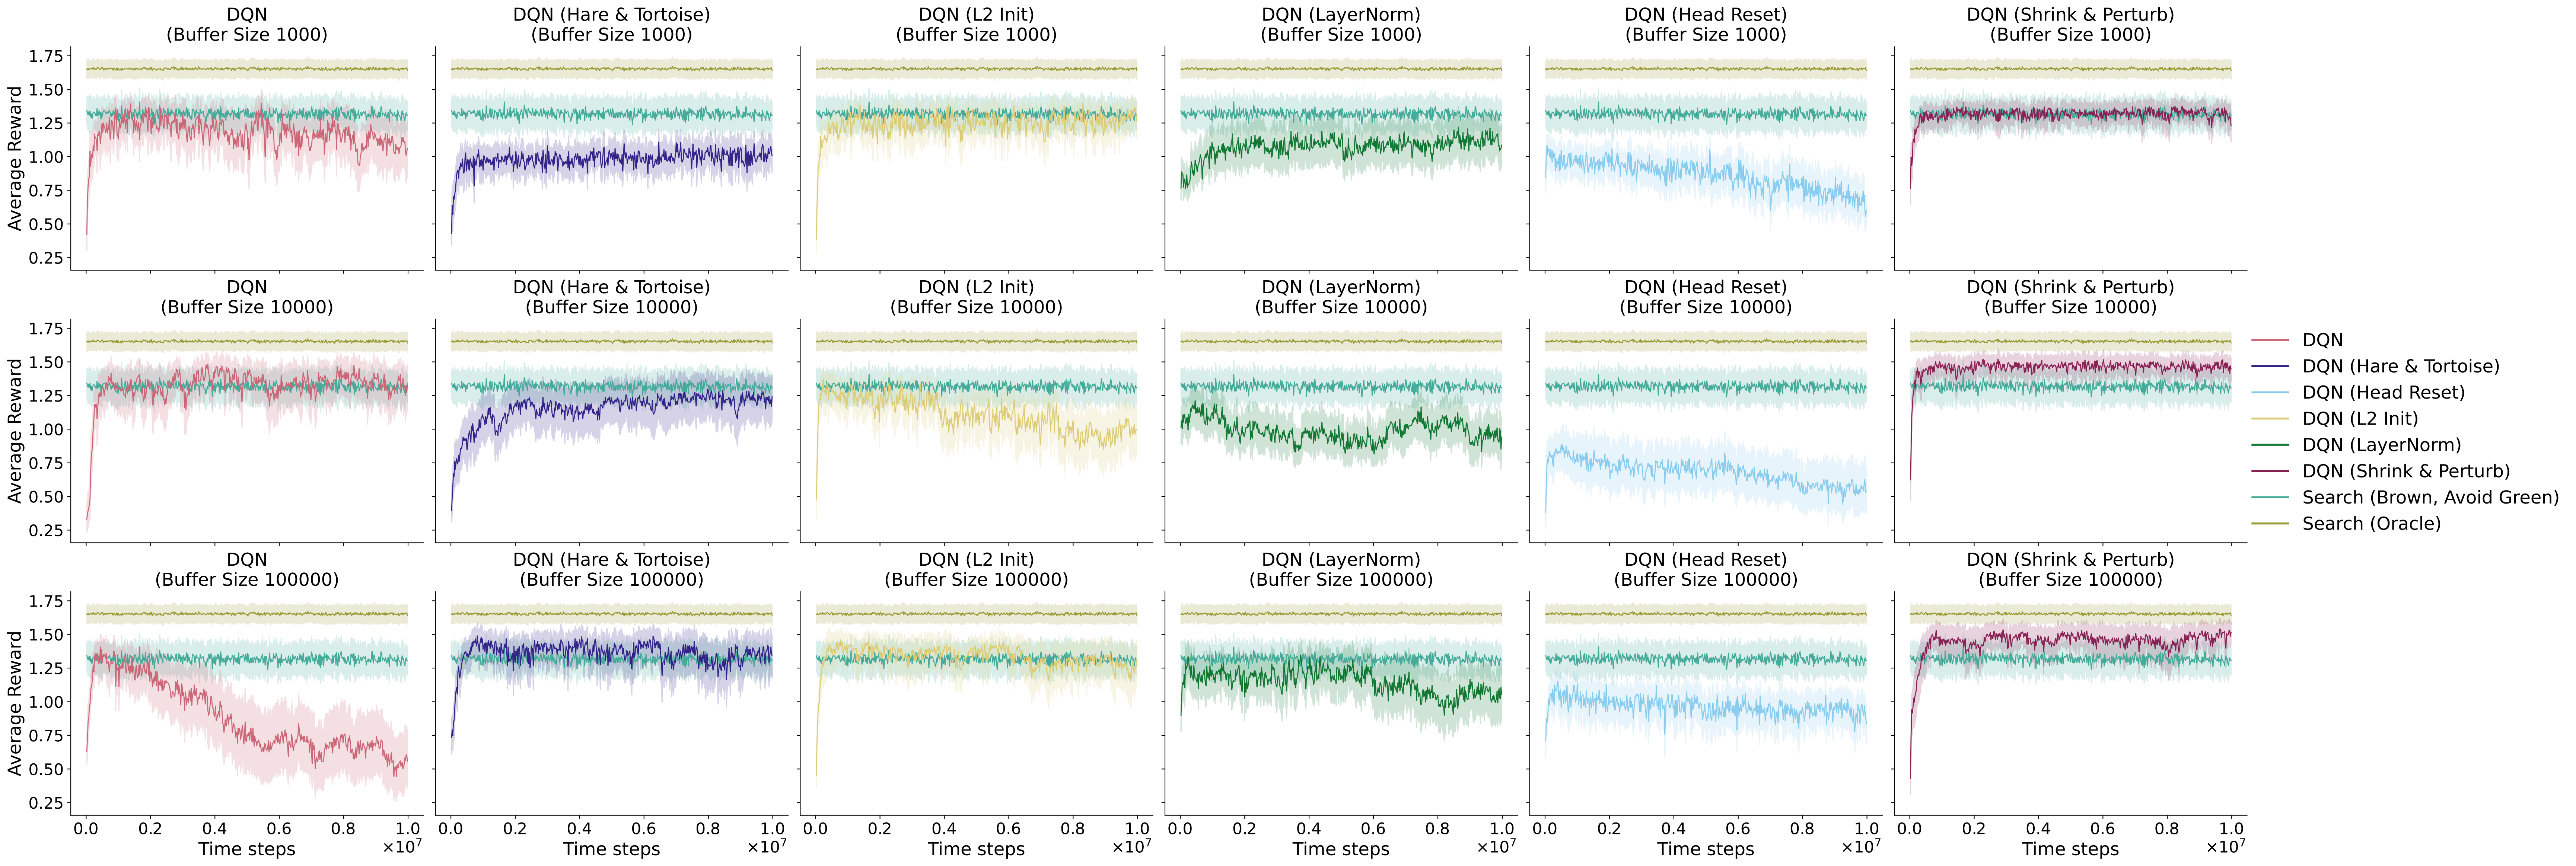 DQN
(Buffer Size 1000)
DQN (Hare & Tortoise)
(Buffer Size 1000)
DQN (L2 Init)
(Buffer Size 1000)
DQN (LayerNorm)
(Buffer Size 1000)
DQN (Head Reset)
(Buffer Size 1000)
DQN (Shrink & Perturb)
(Buffer Size 1000)
Average Reward
1.75
1.50
1.25
1.00
0.75
0.50
0.25
DQN
(Buffer Size 10000)
DQN (Hare & Tortoise)
(Buffer Size 10000)
DQN (L2 Init)
(Buffer Size 10000)
DQN (LayerNorm)
(Buffer Size 10000)
DQN (Head Reset)
(Buffer Size 10000)
DQN (Shrink & Perturb)
(Buffer Size 10000)
Average Reward
1.75
1.50
1.25
1.00
0.75
0.50
0.25
DQN
(Buffer Size 100000)
DQN (Hare & Tortoise)
(Buffer Size 100000)
DQN (L2 Init)
(Buffer Size 100000)
DQN (LayerNorm)
(Buffer Size 100000)
DQN (Head Reset)
(Buffer Size 100000)
DQN (Shrink & Perturb)
(Buffer Size 100000)
Average Reward
1.75
1.50
1.25
1.00
0.75
0.50
0.25
0.0 0.2 0.4 0.6 0.8 1.0
Time steps ×10⁷
0.0 0.2 0.4 0.6 0.8 1.0
Time steps ×10⁷
0.0 0.2 0.4 0.6 0.8 1.0
Time steps ×10⁷
0.0 0.2 0.4 0.6 0.8 1.0
Time steps ×10⁷
0.0 0.2 0.4 0.6 0.8 1.0
Time steps ×10⁷
0.0 0.2 0.4 0.6 0.8 1.0
Time steps ×10⁷
DQN
DQN (Hare & Tortoise)
DQN (Head Reset)
DQN (L2 Init)
DQN (LayerNorm)
DQN (Shrink & Perturb)
Search (Brown, Avoid Green)
Search (Oracle)